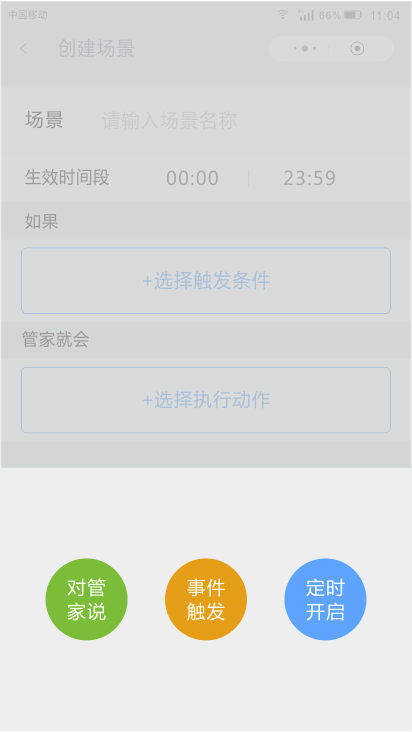 中国移动 66% 11:04
创建场景
场景 请输入场景名称
生效时间段 00:00 23:59
如果
+选择触发条件
管家就会
+选择执行动作
对管 事件 定时
家说 触发 开启